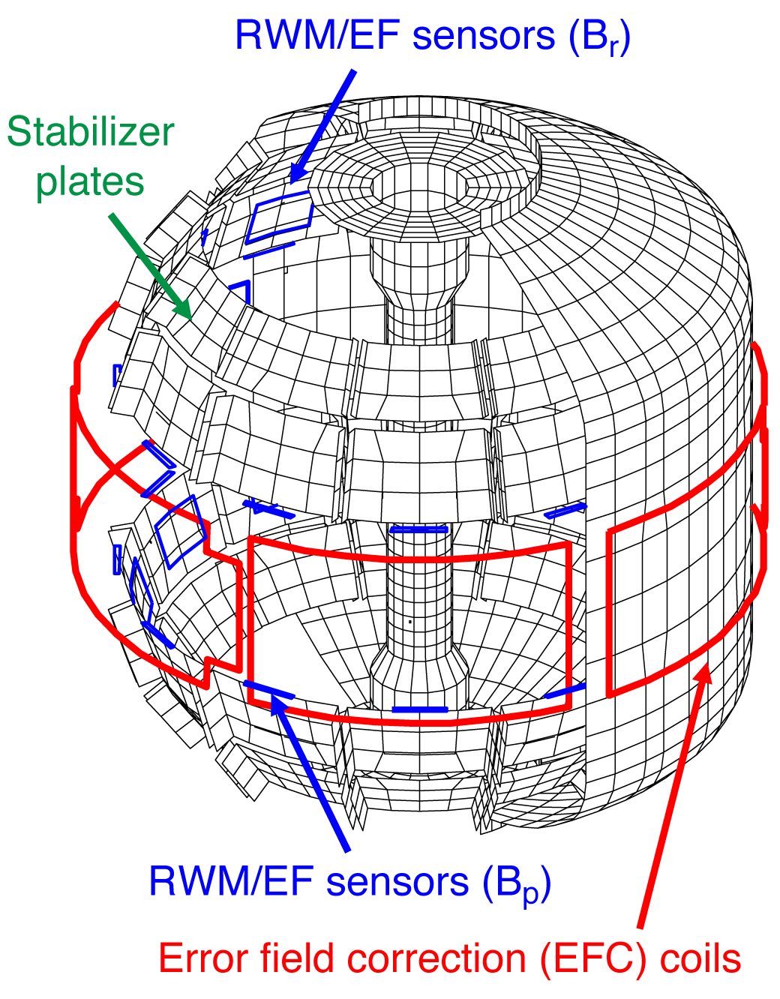 RWM/EF sensors (Br)
Stabilizer
plates
RWM/EF sensors (Bp)
Error field correction (EFC) coils